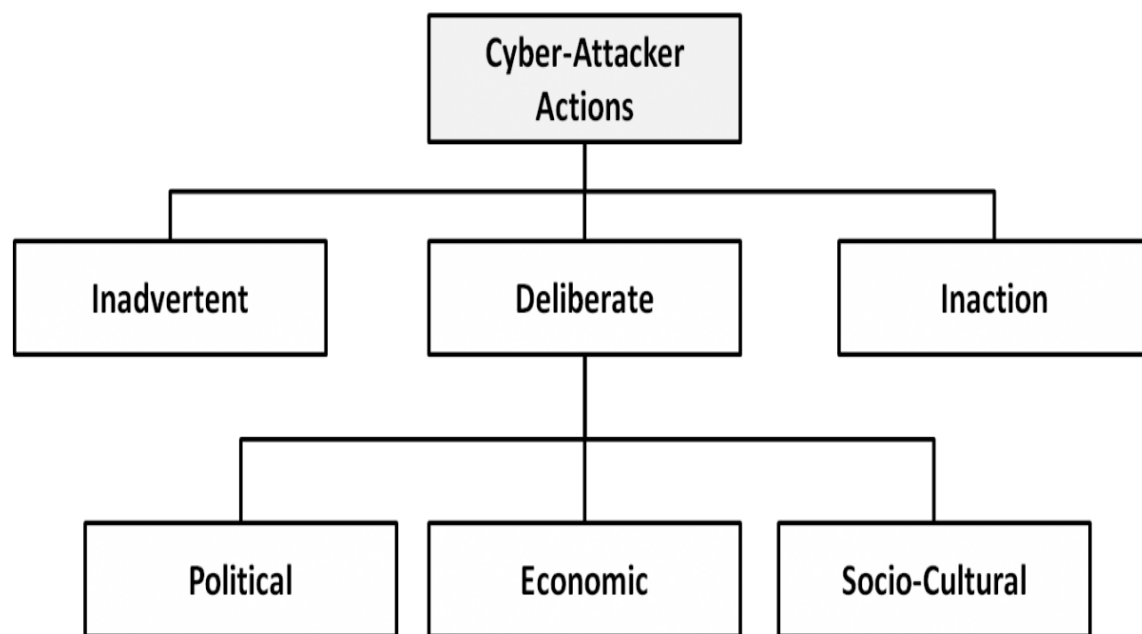 Cyber-Attacker
Actions
Inadvertent
Deliberate
Inaction
Political
Economic
Socio-Cultural